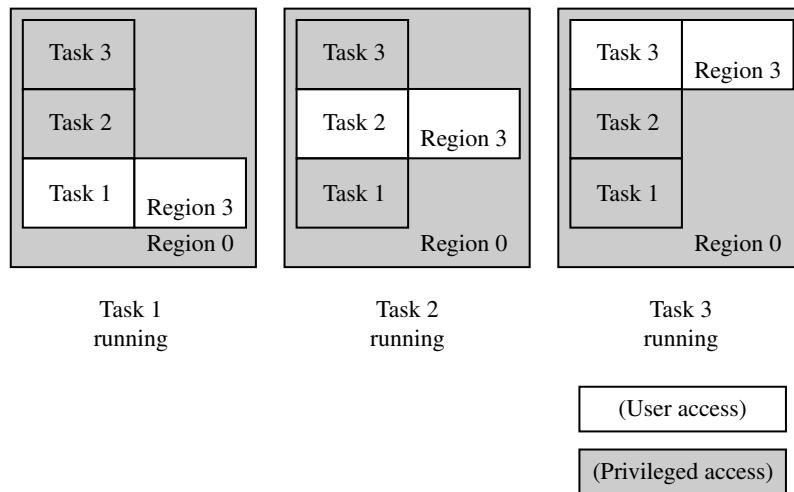 Task 3
Task 2
Task 1
Region 3
Region 0
Task 1
running
Task 3
Task 2
Region 3
Task 1
Region 0
Task 2
running
Task 3
Region 3
Task 2
Task 1
Region 0
Task 3
running
(User access)
(Privileged access)